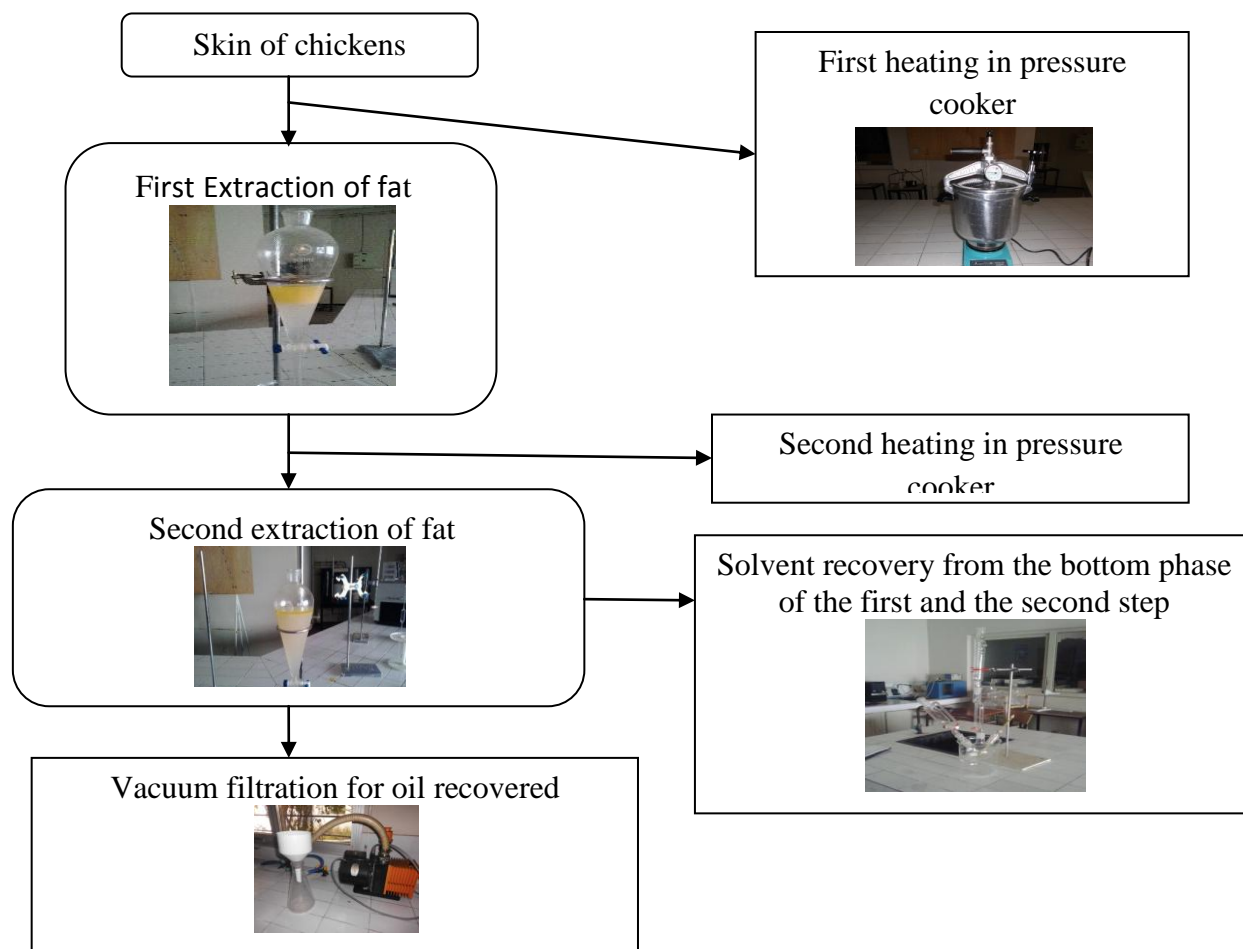 Skin of chickens
First heating in pressure
cooker
First Extraction of fat
Second heating in pressure
cooker
Second extraction of fat
Solvent recovery from the bottom phase
of the first and the second step
Vacuum filtration for oil recovered